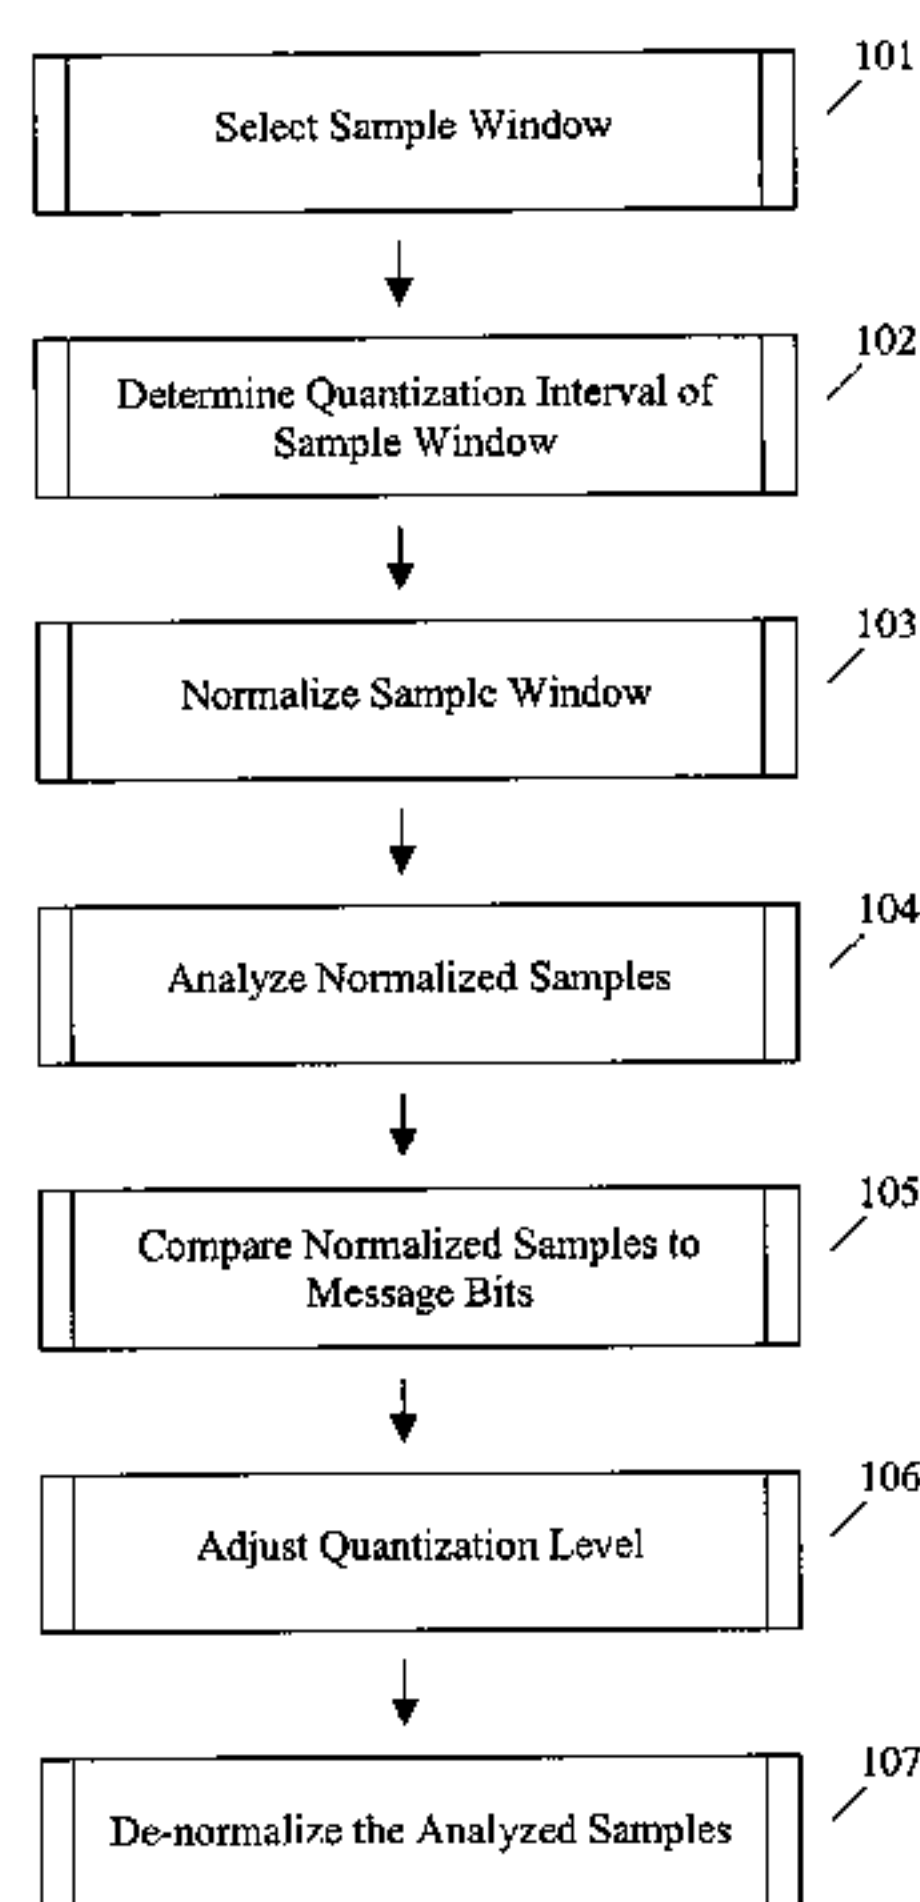 101
Select Sample Window
102
Determine Quantization Interval of
Sample Window
103
Normalize Sample Window
104
Analyze Normalized Samples
105
Compare Normalized Samples to
Message Bits
106
Adjust Quantization Level
107
De-normalize the Analyzed Samples